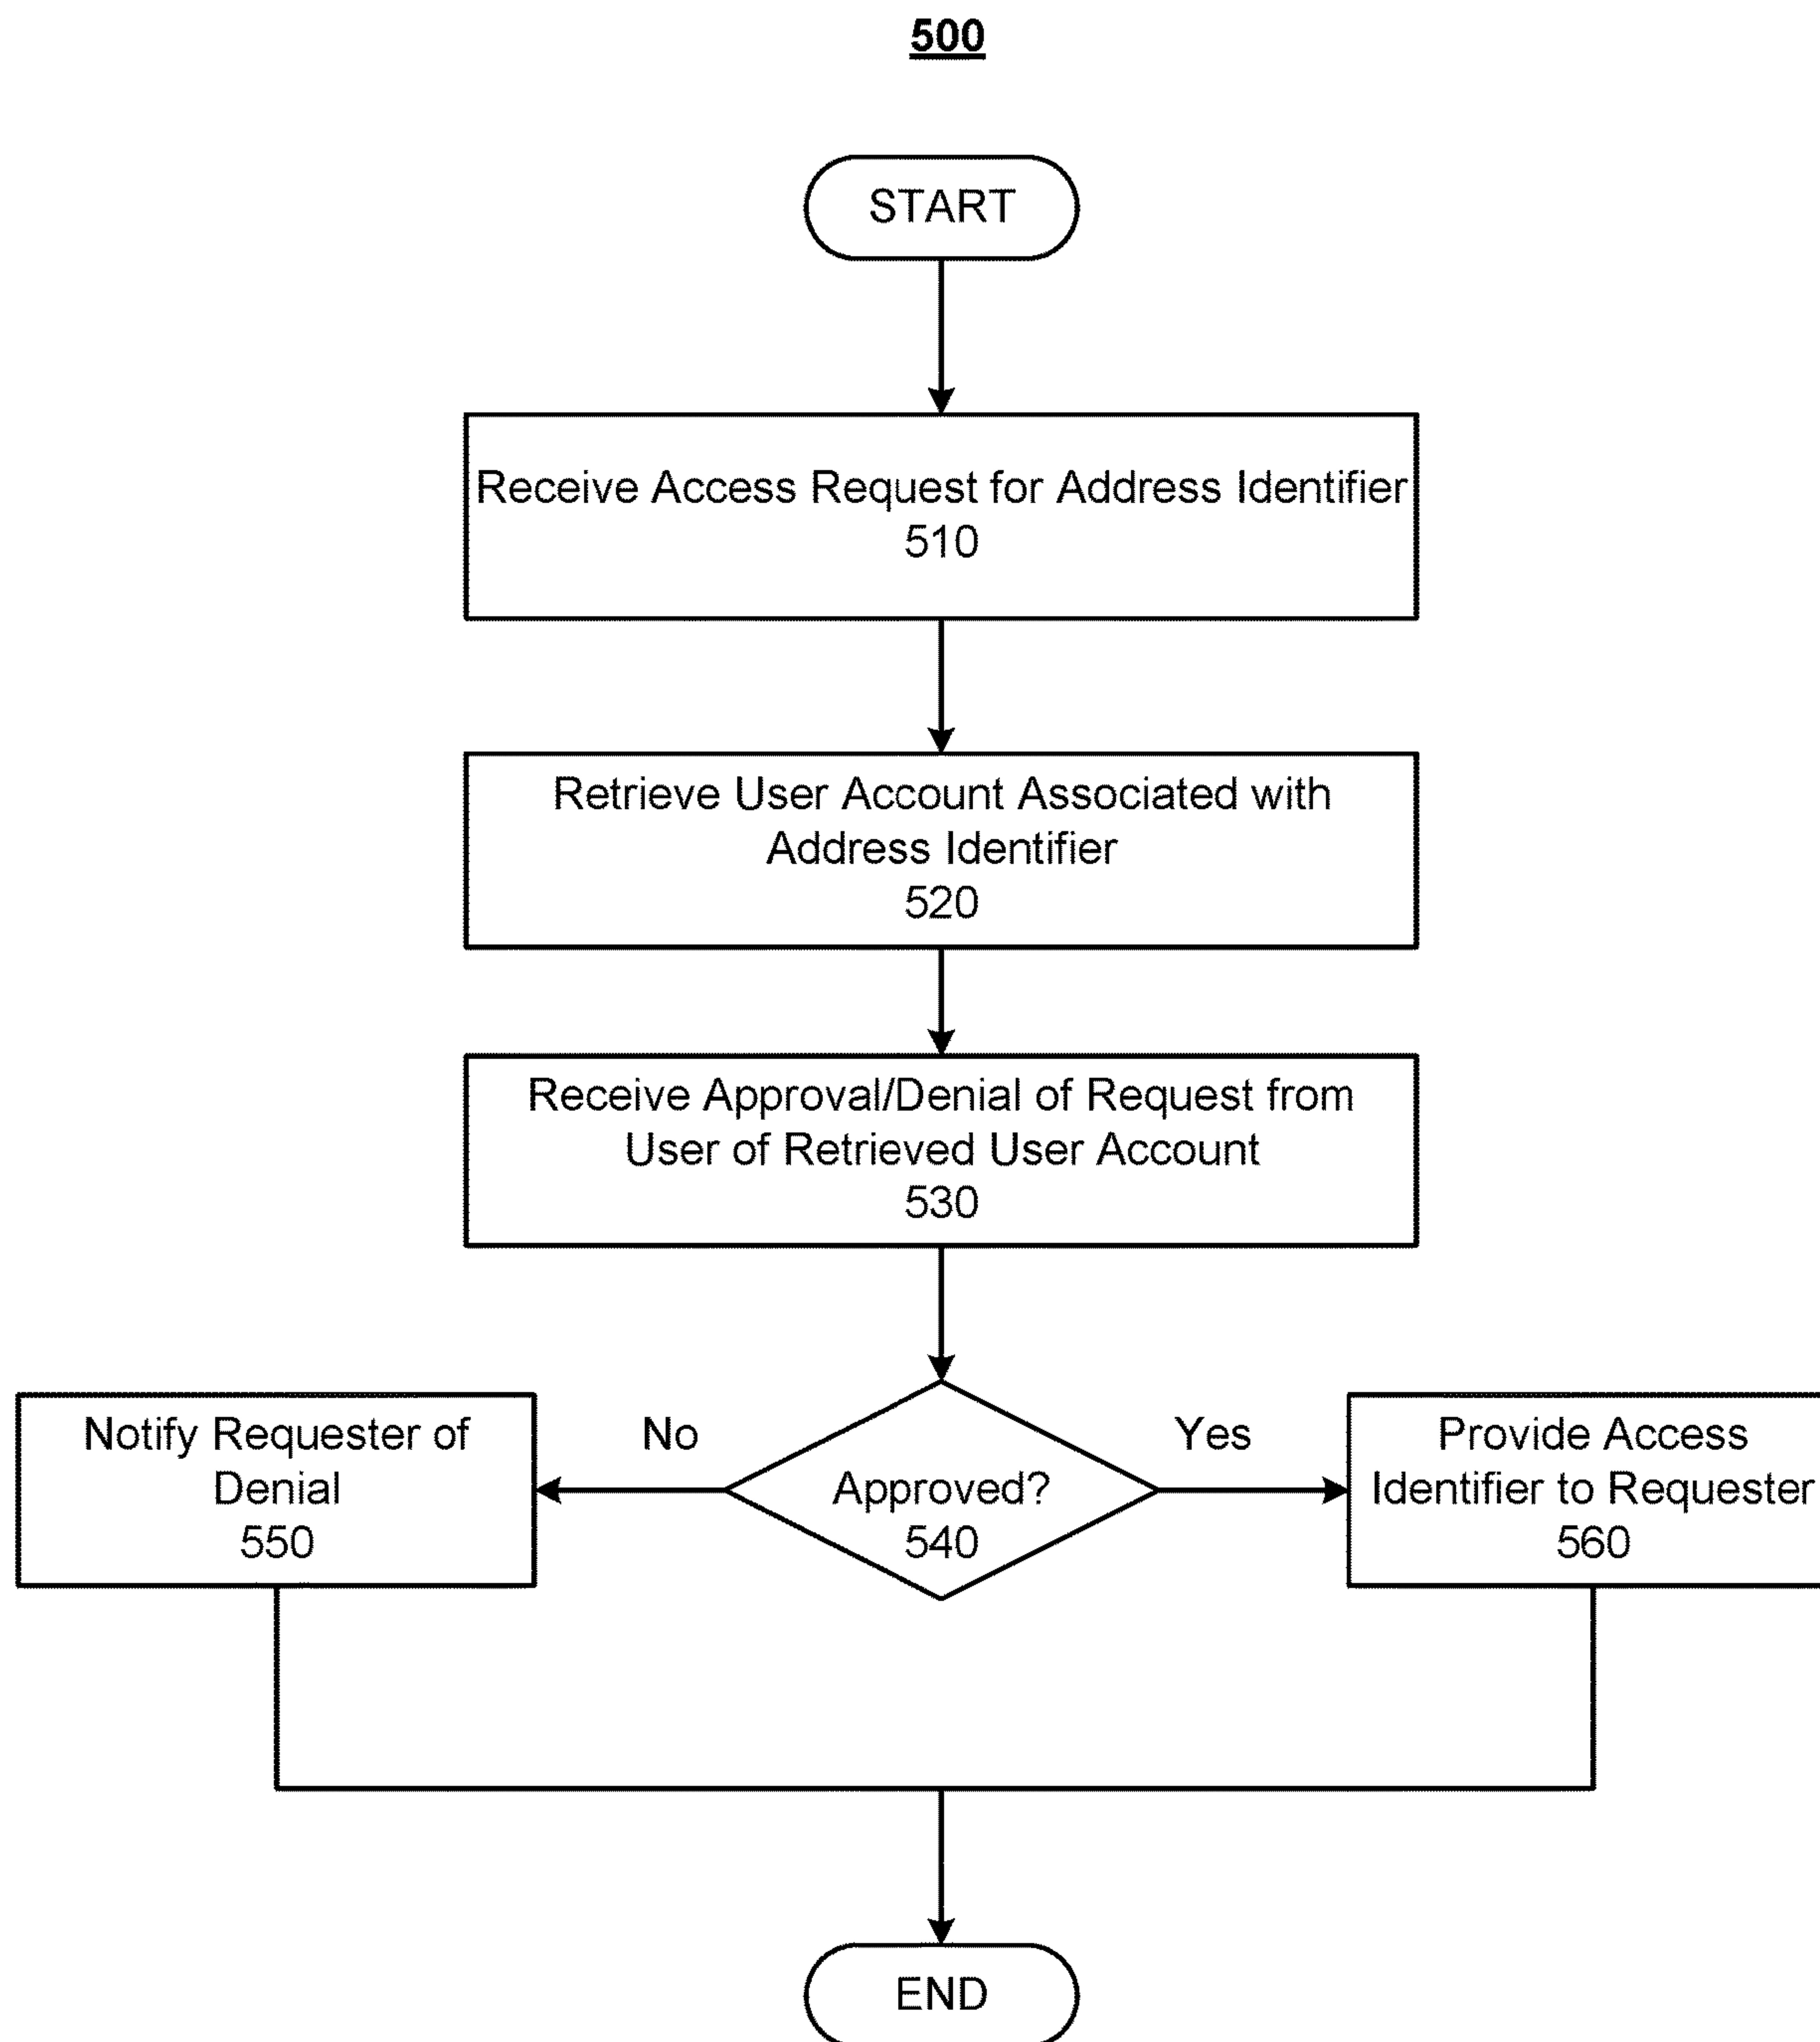 500
START
Receive Access Request for Address Identifier
510
Retrieve User Account Associated with
Address Identifier
520
Receive Approval/Denial of Request from
User of Retrieved User Account
530
Notify Requester of
Denial
550
No
Approved?
540
Yes
Provide Access
Identifier to Requester
560
END